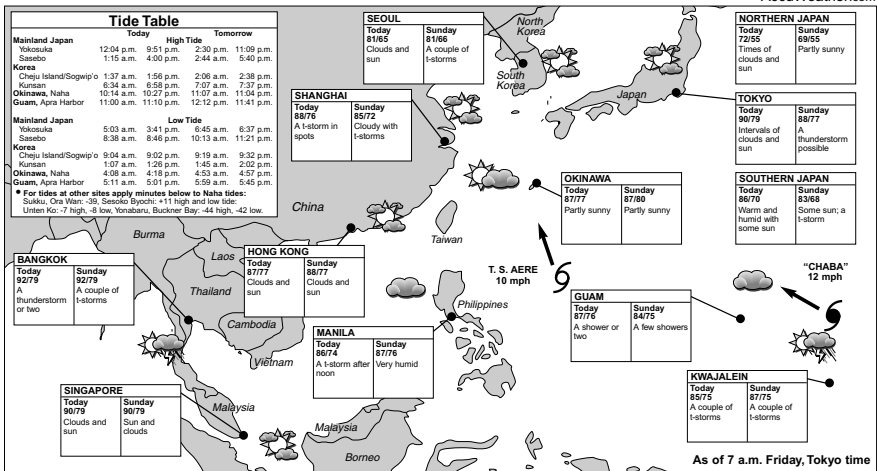 Tide Table
Today Tomorrow
Mainland Japan High Tide
Yokosuka 12:04 p.m. 9:51 p.m. 2:30 p.m. 11:09 p.m.
Sasebo 1:15 a.m. 4:00 p.m. 2:44 a.m. 5:40 p.m.
Korea
Cheju Island/Sogwip'o 1:37 a.m. 1:56 p.m. 2:06 a.m. 2:38 p.m.
Kunsan 6:34 a.m. 6:58 p.m. 7:07 a.m. 7:37 p.m.
Okinawa, Naha 10:14 a.m. 10:27 p.m. 11:07 a.m. 11:04 p.m.
Guam, Apra Harbor 11:00 a.m. 11:10 p.m. 12:12 p.m. 11:41 p.m.
Mainland Japan Low Tide
Yokosuka 5:03 a.m. 3:41 p.m. 6:45 a.m. 6:37 p.m.
Sasebo 8:38 a.m. 8:46 p.m. 10:13 a.m. 11:21 p.m.
Korea
Cheju Island/Sogwip'o 9:04 a.m. 9:02 p.m. 9:19 a.m. 9:32 p.m.
Kunsan 1:07 a.m. 1:26 p.m. 1:45 a.m. 2:02 p.m.
Okinawa, Naha 4:08 a.m. 4:18 p.m. 4:53 a.m. 4:57 p.m.
Guam, Apra Harbor 5:11 a.m. 5:01 p.m. 5:59 a.m. 5:45 p.m.
• For tides at other sites apply minutes below to Naha tides:
Sukku, Ora Wan: -39, Sesoko Byochi: +11 high and low tide:
Unten Ko: -7 high, -8 low, Yonabaru, Buckner Bay: -44 high, -42 low.
SEOUL
Today Sunday
81/65 81/66
Clouds and A couple of
sun t-storms
North
Korea
South
Korea
Japan
NORTHERN JAPAN
Today Sunday
72/55 69/55
Times of Partly sunny
clouds and
sun
SHANGHAI
Today Sunday
88/76 85/72
A t-storm in Cloudy with
spots t-storms
TOKYO
Today Sunday
90/79 88/77
Intervals of A
clouds and thunderstorm
sun possible
OKINAWA
Today Sunday
87/77 87/80
Partly sunny Partly sunny
SOUTHERN JAPAN
Today Sunday
86/70 83/68
Warm and Some sun; a
humid with t-storm
some sun
China
Taiwan
Burma
Laos
Thailand
Cambodia
Vietnam
BANGKOK
Today Sunday
92/79 92/79
A A couple of
thunderstorm t-storms
or two
HONG KONG
Today Sunday
87/77 88/77
Clouds and Clouds and
sun sun
T. S. AERE
10 mph
"CHABA"
12 mph
Philippines
GUAM
Today Sunday
87/76 84/75
A shower or A few showers
two
MANILA
Today Sunday
86/74 87/76
A t-storm after Very humid
noon
KWAJALEIN
Today Sunday
85/75 87/75
A couple of A couple of
t-storms t-storms
SINGAPORE
Today Sunday
90/79 90/79
Clouds and Sun and
sun clouds
Malaysia
Malaysia
Borneo
As of 7 a.m. Friday, Tokyo time